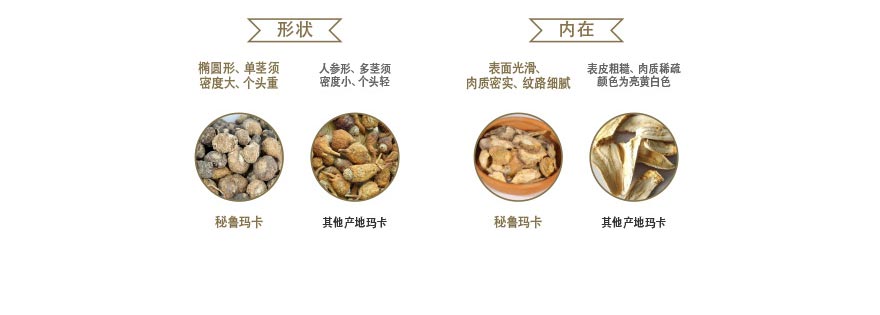 形状
椭圆形、单茎须
密度大、个头重
人参形、多茎须
密度小、个头轻
秘鲁玛卡
其他产地玛卡
内在
表面光滑、
肉质密实、纹路细腻
表皮粗糙、肉质稀疏
颜色为亮黄白色
秘鲁玛卡
其他产地玛卡